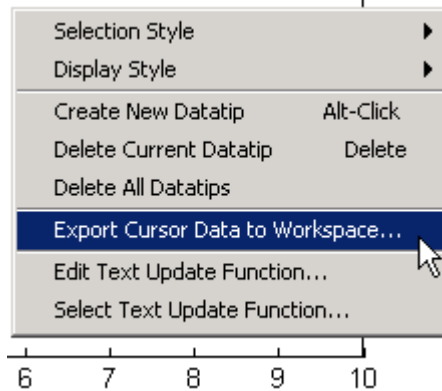 Selection Style
Display Style
Create New Datatip Alt-Click
Delete Current Datatip Delete
Delete All Datatips
Export Cursor Data to Workspace...
Edit Text Update Function...
Select Text Update Function...
6 7 8 9 10